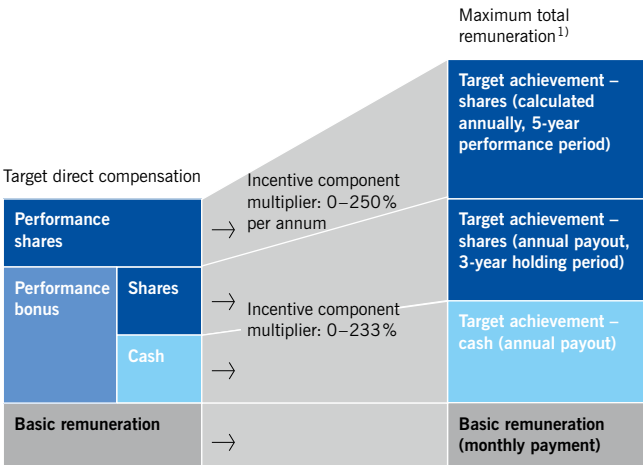 Maximum total
remuneration1)
Target achievement –
shares (calculated
annually, 5-year
performance period)
Target direct compensation
Incentive component
multiplier: 0–250%
per annum
Performance
shares
Target achievement –
shares (annual payout,
3-year holding period)
Performance
bonus
Shares
Incentive component
multiplier: 0–233%
Cash
Target achievement –
cash (annual payout)
Basic remuneration
Basic remuneration
(monthly payment)